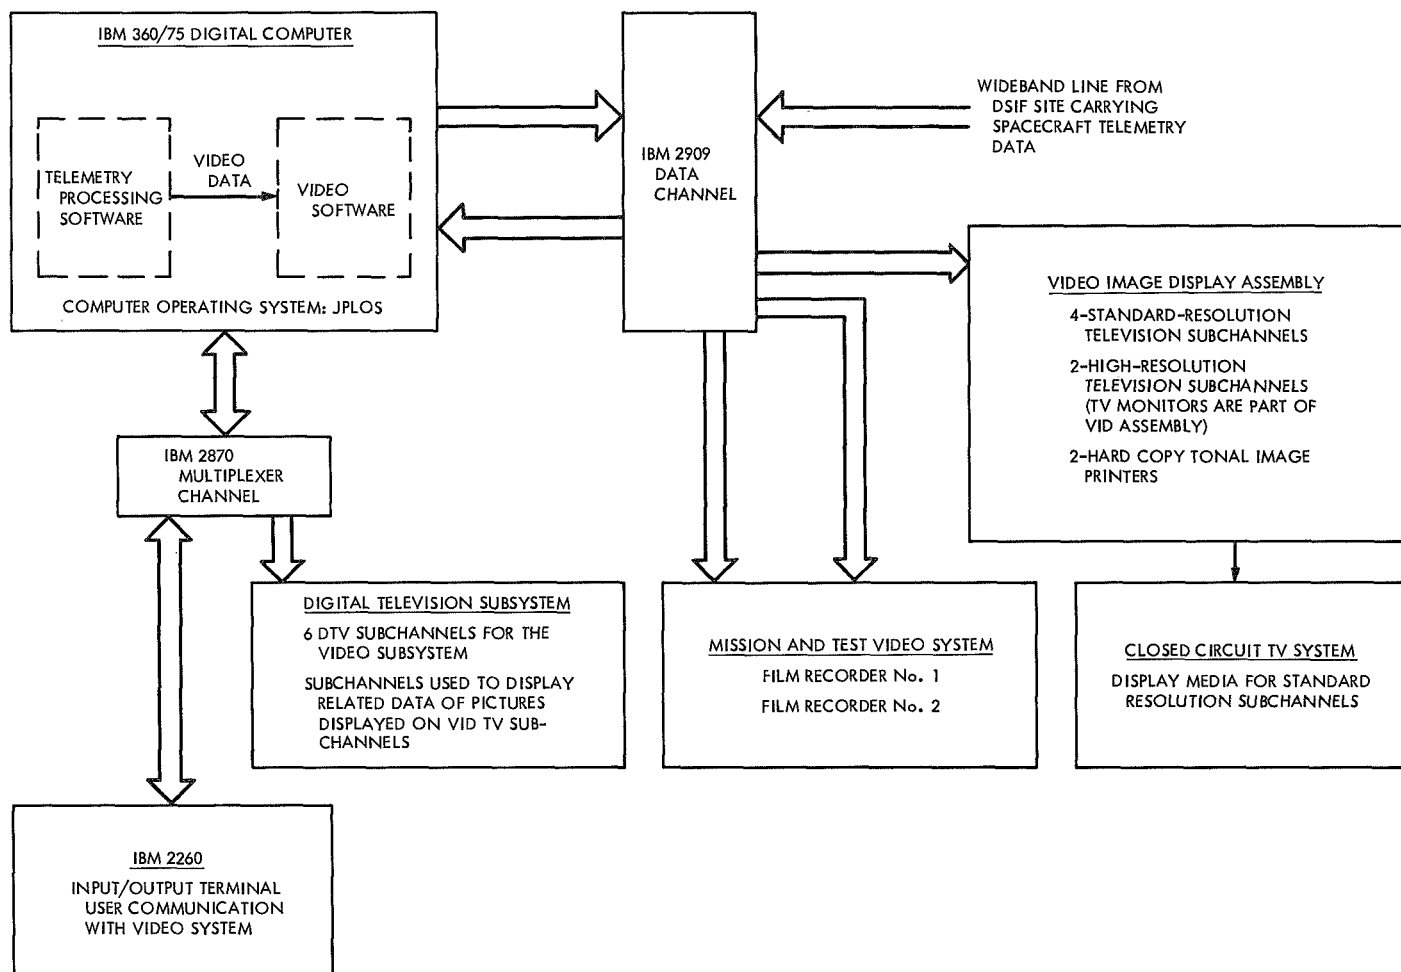 IBM 360/75 DIGITAL COMPUTER
TELEMETRY
PROCESSING
SOFTWARE
VIDEO
DATA
VIDEO
SOFTWARE
COMPUTER OPERATING SYSTEM: JPLOS
IBM 2909
DATA
CHANNEL
WIDEBAND LINE FROM
DSIF SITE CARRYING
SPACECRAFT TELEMETRY
DATA
VIDEO IMAGE DISPLAY ASSEMBLY
4-STANDARD-RESOLUTION
TELEVISION SUBCHANNELS
2-HIGH-RESOLUTION
TELEVISION SUBCHANNELS
(TV MONITORS ARE PART OF
VID ASSEMBLY)
2-HARD COPY TONAL IMAGE
PRINTERS
IBM 2870
MULTIPLEXER
CHANNEL
DIGITAL TELEVISION SUBSYSTEM
6 DTV SUBCHANNELS FOR THE
VIDEO SUBSYSTEM
SUBCHANNELS USED TO DISPLAY
RELATED DATA OF PICTURES
DISPLAYED ON VID TV SUB-
CHANNELS
MISSION AND TEST VIDEO SYSTEM
FILM RECORDER No. 1
FILM RECORDER No. 2
CLOSED CIRCUIT TV SYSTEM
DISPLAY MEDIA FOR STANDARD
RESOLUTION SUBCHANNELS
IBM 2260
INPUT/OUTPUT TERMINAL
USER COMMUNICATION
WITH VIDEO SYSTEM